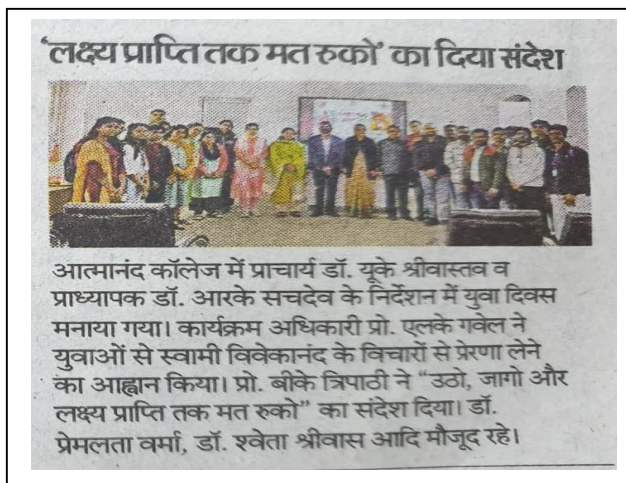 ‘लक्ष्य प्राप्ति तक मत रुको’ का दिया संदेश
आत्मानंद कॉलेज में प्राचार्य डॉ. यूके श्रीवास्तव व
प्राध्यापक डॉ. आरके सचदेव के निर्देशन में युवा दिवस
मनाया गया। कार्यक्रम अधिकारी प्रो. एलके गवेल ने
युवाओं से स्वामी विवेकानंद के विचारों से प्रेरणा लेने
का आह्वान किया। प्रो. बीके त्रिपाठी ने “उठो, जागो और
लक्ष्य प्राप्ति तक मत रुको” का संदेश दिया। डॉ.
प्रेमलता वर्मा, डॉ. श्वेता श्रीवास आदि मौजूद रहे।